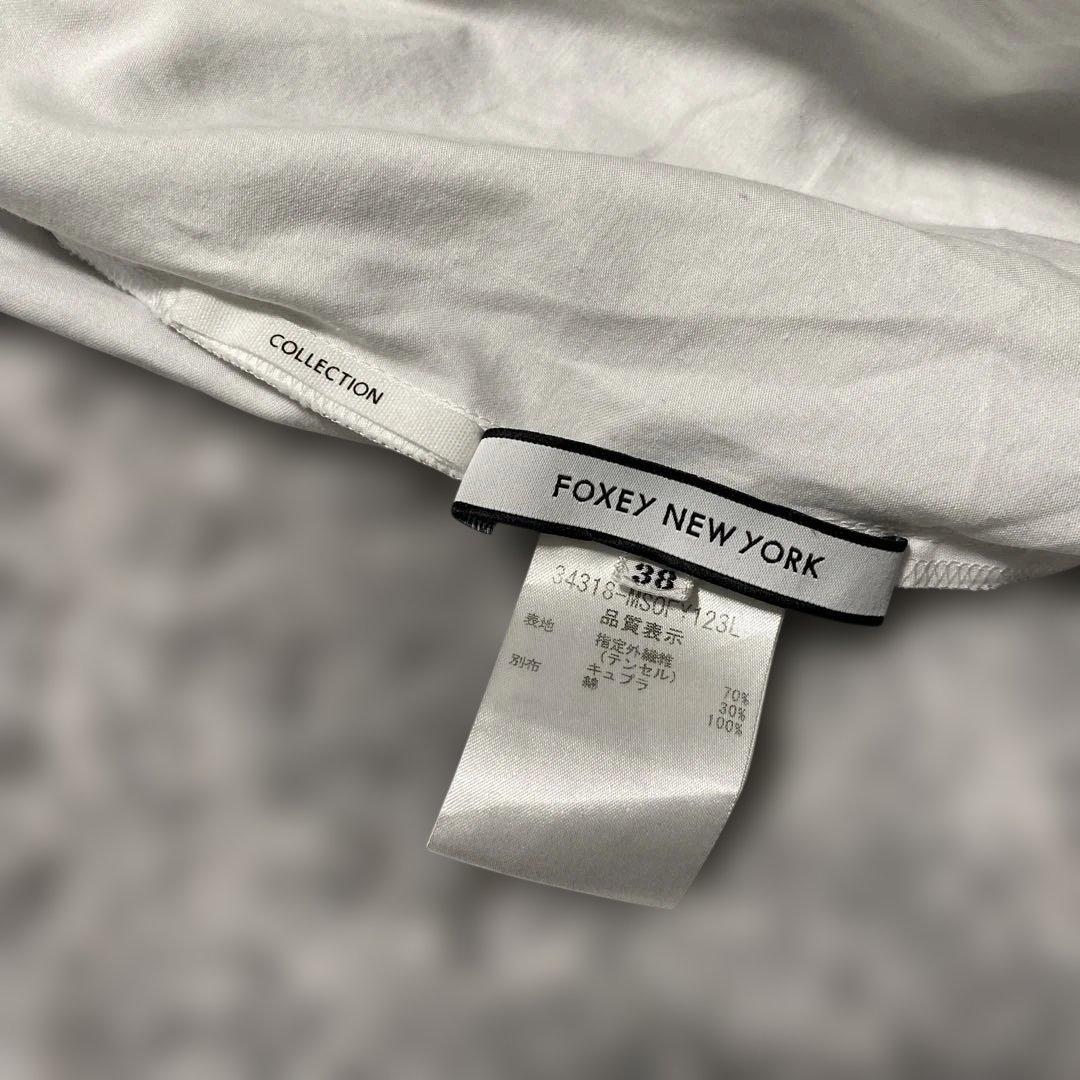 COLLECTION
FOXEY NEW YORK
38
34318-MSOFY123L
品質表示
表地 指定外繊維
(テンセル) 70%
キュプラ 30%
別布 綿 100%